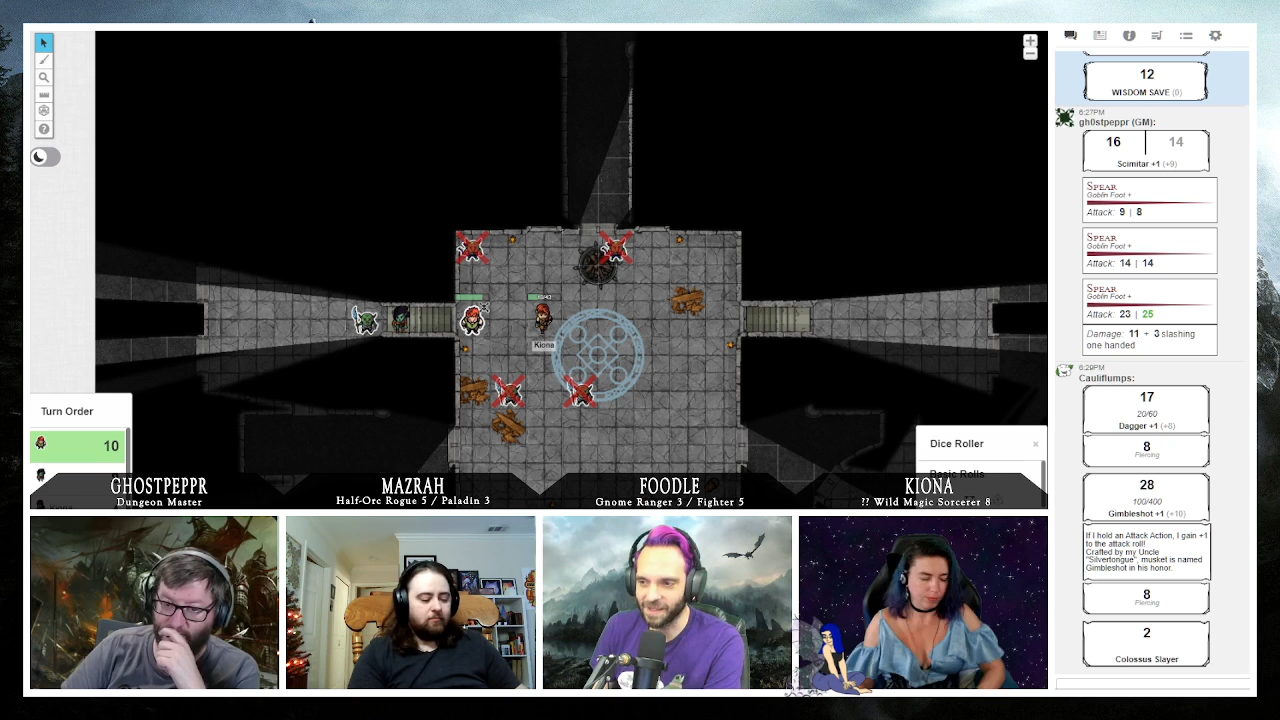 12
WISDOM SAVE (0)
6:27PM
gh0stpeppr (GM):
16 14
Scimitar +1 (+9)
SPEAR
Goblin Foot +
Attack: 9 | 8
SPEAR
Goblin Foot +
Attack: 14 | 14
SPEAR
Goblin Foot +
Attack: 23 | 25
Damage: 11 + 3 slashing
one handed
6:29PM
Cauliflumps:
17
20/60
Dagger +1 (+8)
8
Piercing
28
100/400
Gimbleshot +1 (+10)
If I hold an Attack Action, I gain +1
to the attack roll!
Crafted by my Uncle
"Silvertongue", musket is named
Gimbleshot in his honor.
8
Piercing
2
Colossus Slayer
Kiona
Turn Order
10
Dice Roller
Basic Rolls
GHOSTPEPPR
Dungeon Master
MAZRAH
Half-Orc Rogue 5 / Paladin 3
FOODLE
Gnome Ranger 3 / Fighter 5
KIONA
?? Wild Magic Sorcerer 8